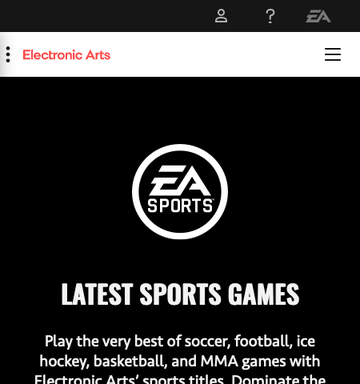 ?
EA
Electronic Arts
EA
SPORTS
LATEST SPORTS GAMES
Play the very best of soccer, football, ice
hockey, basketball, and MMA games with
Electronic Arts’ sports titles. Dominate the